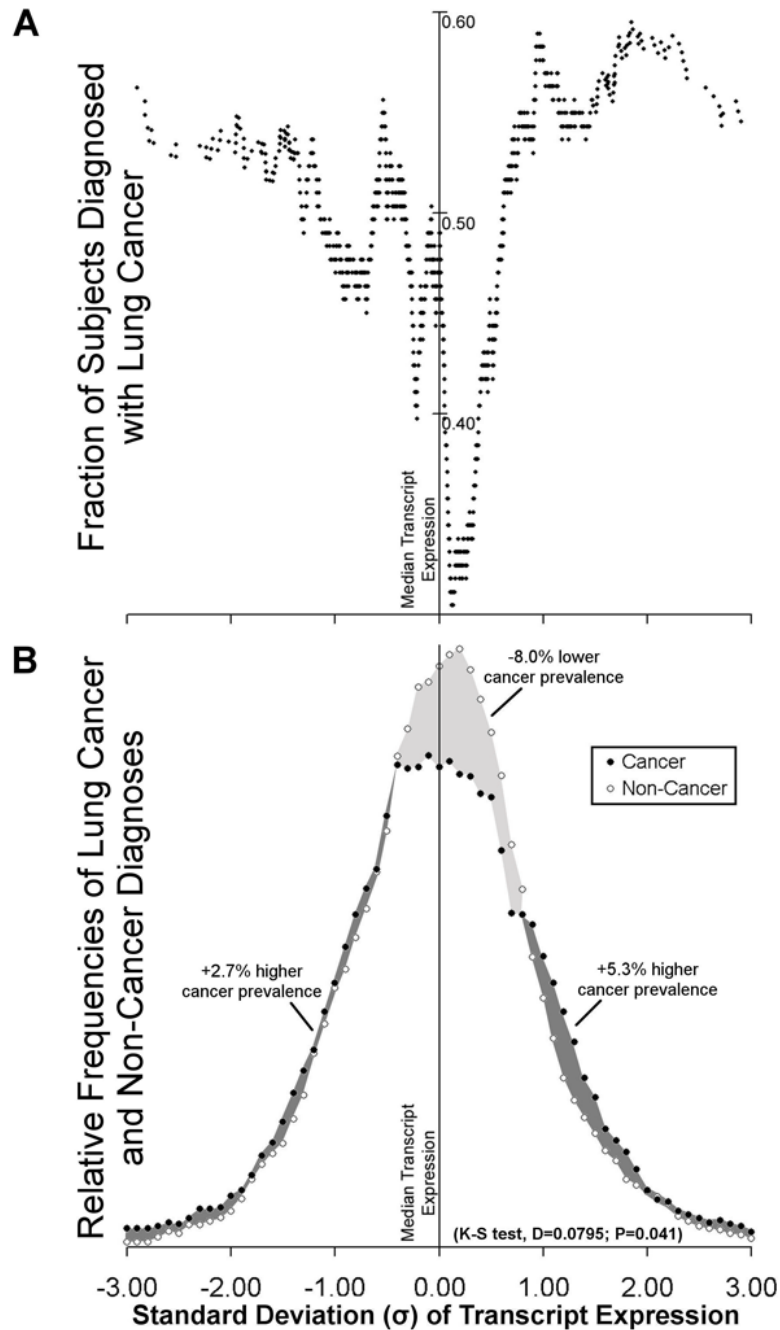 A
Fraction of Subjects Diagnosed
with Lung Cancer
0.60
0.50
0.40
Median Transcript
Expression
B
Relative Frequencies of Lung Cancer
and Non-Cancer Diagnoses
-8.0% lower
cancer prevalence
Cancer
Non-Cancer
+2.7% higher
cancer prevalence
+5.3% higher
cancer prevalence
Median Transcript
Expression
(K-S test, D=0.0795; P=0.041)
-3.00 -2.00 -1.00 0.00 1.00 2.00 3.00
Standard Deviation (σ) of Transcript Expression